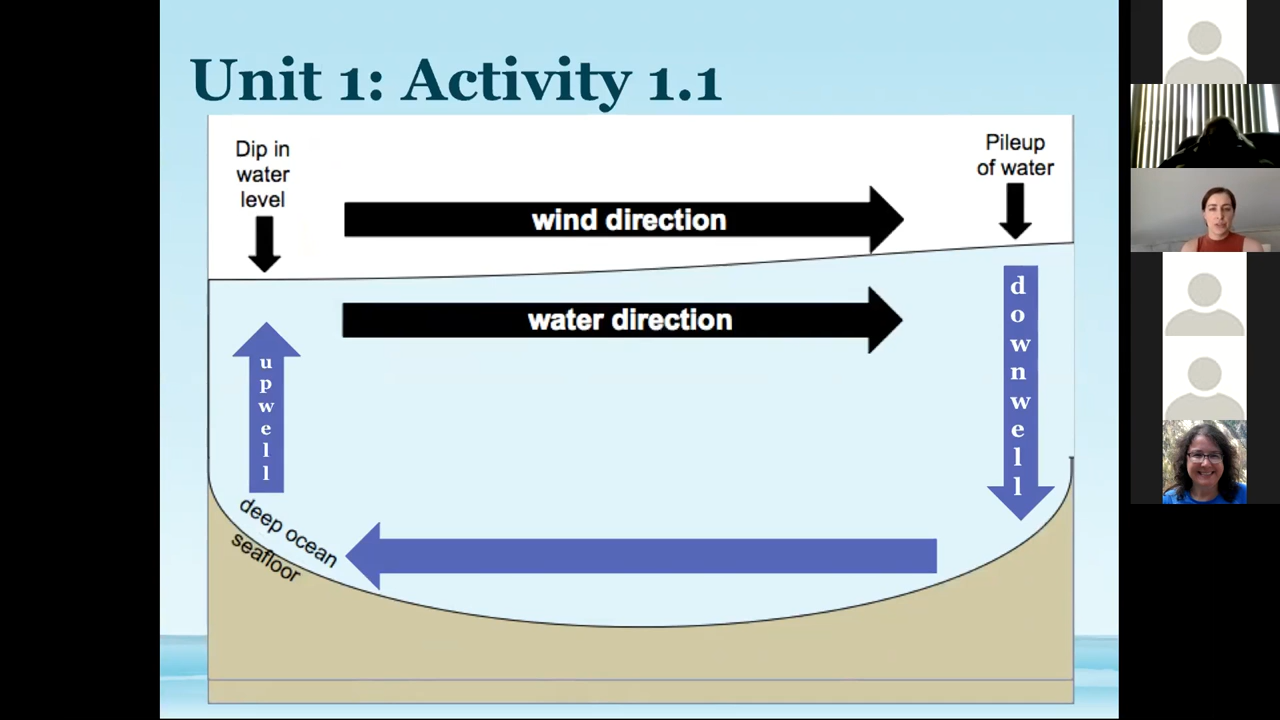 Unit 1: Activity 1.1
Dip in
water
level
Pileup
of water
wind direction
water direction
upwell
downwell
deep ocean
seafloor